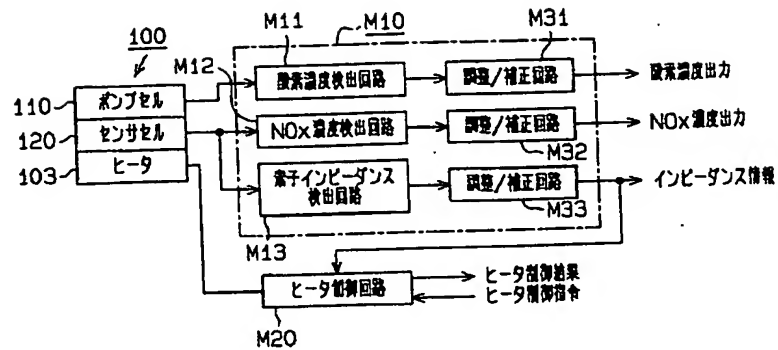 100
M10
M11
M31
M12
110
ポンプセル
酸素濃度検出回路
調整/補正回路
酸素濃度出力
120
センサセル
NOx濃度検出回路
調整/補正回路
NOx濃度出力
M32
103
ヒータ
素子インピーダンス
検出回路
調整/補正回路
インピーダンス情報
M33
M13
ヒータ制御回路
ヒータ制御結果
ヒータ制御指令
M20